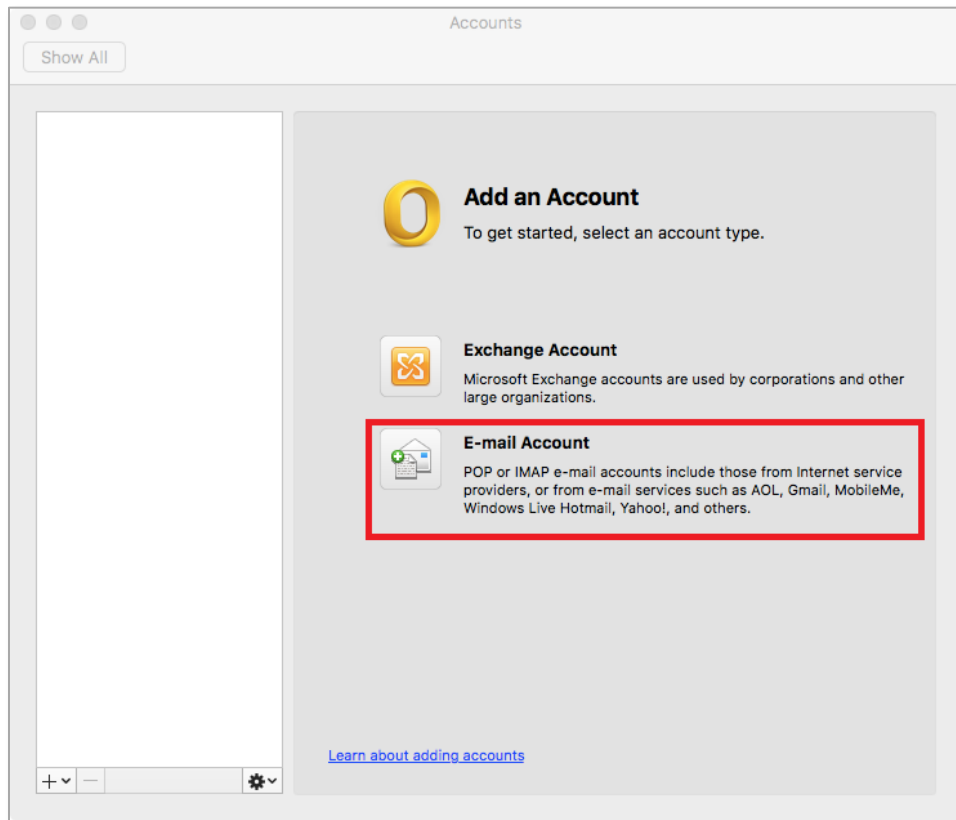 Accounts
Show All
Add an Account
To get started, select an account type.
Exchange Account
Microsoft Exchange accounts are used by corporations and other
large organizations.
E-mail Account
POP or IMAP e-mail accounts include those from Internet service
providers, or from e-mail services such as AOL, Gmail, MobileMe,
Windows Live Hotmail, Yahoo!, and others.
Learn about adding accounts